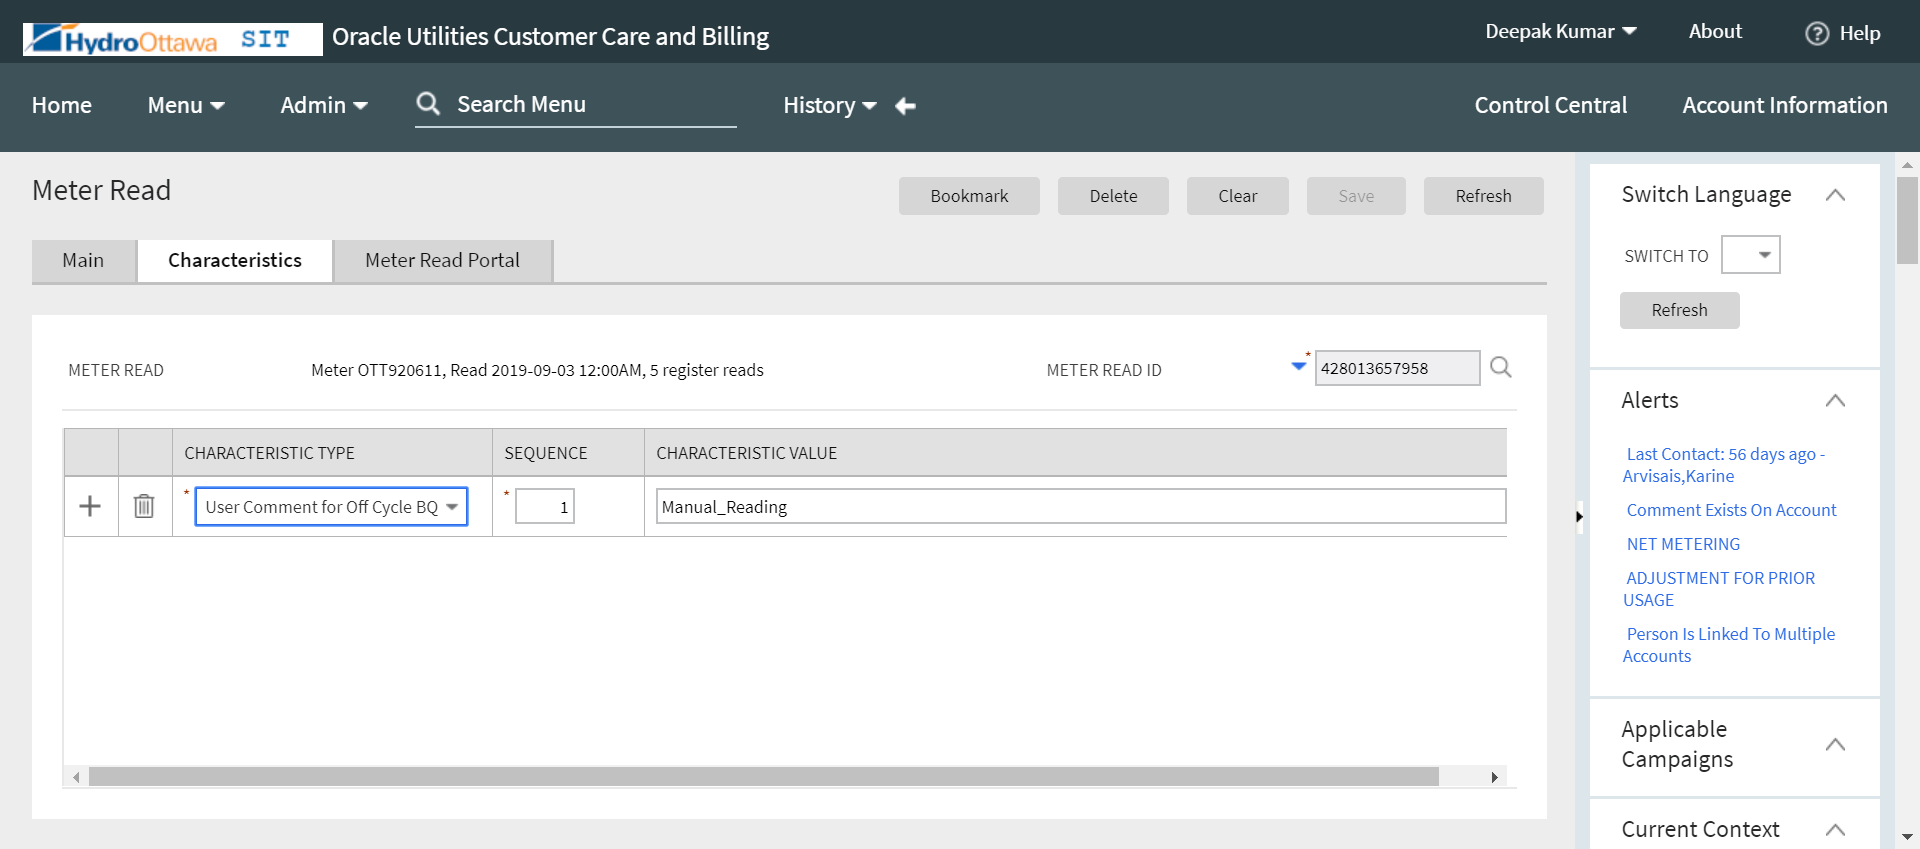 HydroOttawa SIT Oracle Utilities Customer Care and Billing
Deepak Kumar
About
? Help
Home
Menu
Admin
Search Menu
History
Control Central
Account Information
Meter Read
Bookmark
Delete
Clear
Save
Refresh
Main
Characteristics
Meter Read Portal
METER READ
Meter OTT920611, Read 2019-09-03 12:00AM, 5 register reads
METER READ ID
* 428013657958
CHARACTERISTIC TYPE
SEQUENCE
CHARACTERISTIC VALUE
* User Comment for Off Cycle BQ
* 1
Manual_Reading
Switch Language
SWITCH TO
Refresh
Alerts
Last Contact: 56 days ago -
Arvisais,Karine
Comment Exists On Account
NET METERING
ADJUSTMENT FOR PRIOR
USAGE
Person Is Linked To Multiple
Accounts
Applicable
Campaigns
Current Context